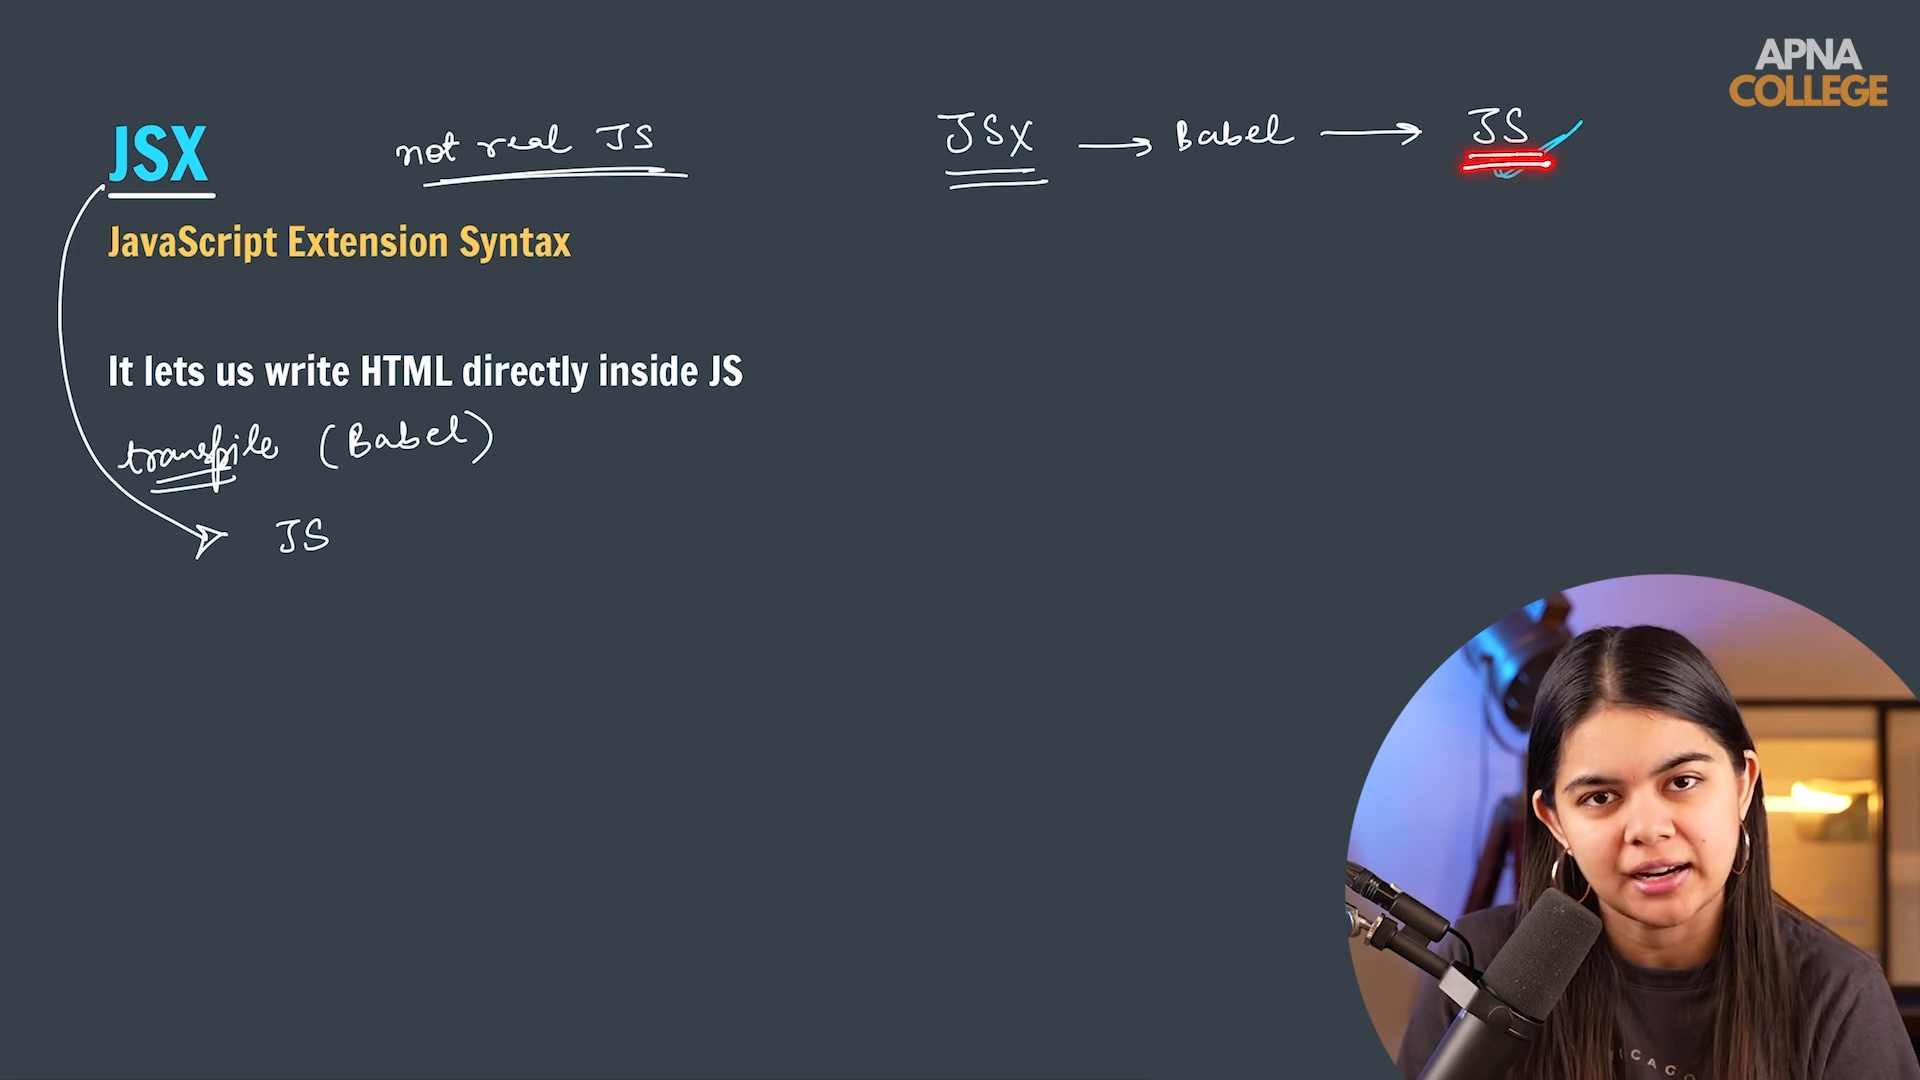 APNA
COLLEGE
JSX
not real JS
JSX → Babel → JS
JavaScript Extension Syntax
It lets us write HTML directly inside JS
transpile (Babel)
JS
ICAGO